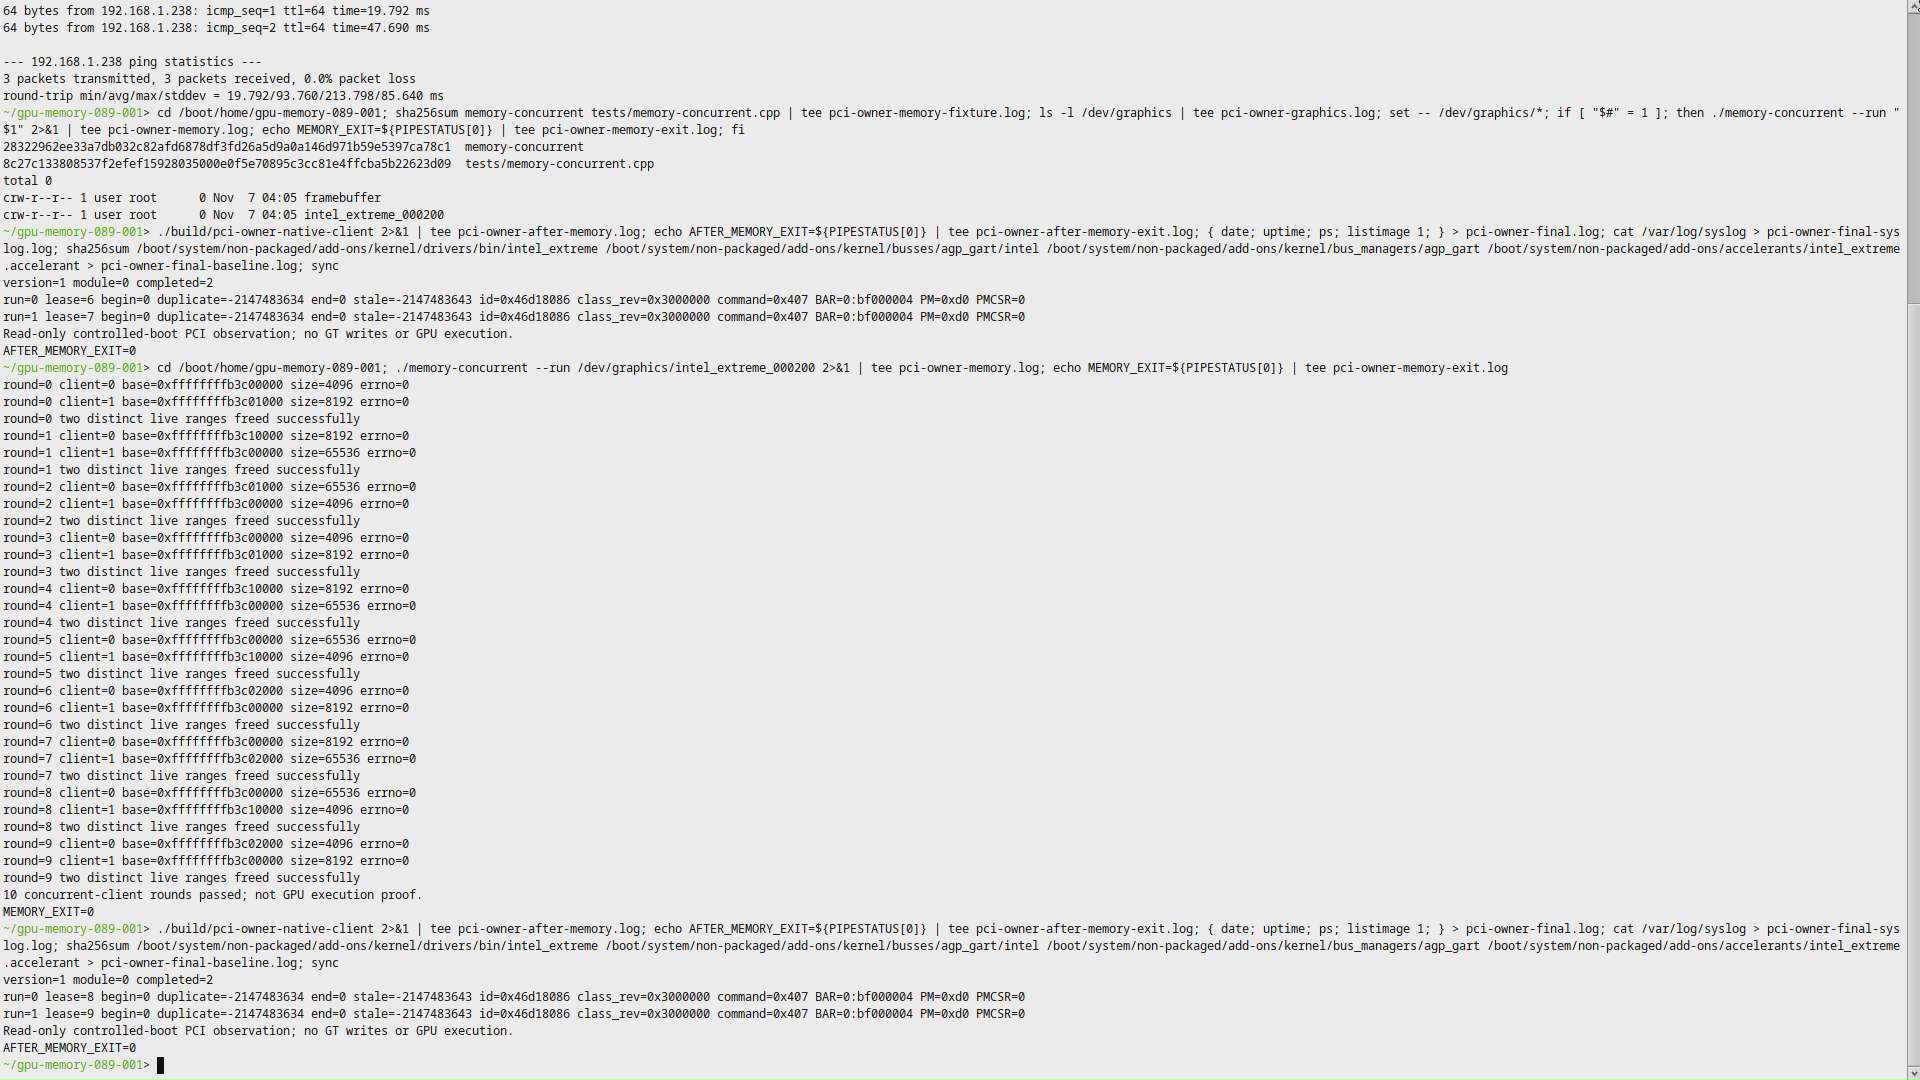 64 bytes from 192.168.1.238: icmp_seq=1 ttl=64 time=19.792 ms
64 bytes from 192.168.1.238: icmp_seq=2 ttl=64 time=47.690 ms

--- 192.168.1.238 ping statistics ---
3 packets transmitted, 3 packets received, 0.0% packet loss
round-trip min/avg/max/stddev = 19.792/93.760/213.798/85.640 ms
~/gpu-memory-089-001> cd /boot/home/gpu-memory-089-001; sha256sum memory-concurrent tests/memory-concurrent.cpp | tee pci-owner-memory-fixture.log; ls -l /dev/graphics | tee pci-owner-graphics.log; set -- /dev/graphics/*; if [ "$#" = 1 ]; then ./memory-concurrent --run "
$1" 2>&1 | tee pci-owner-memory.log; echo MEMORY_EXIT=${PIPESTATUS[0]} | tee pci-owner-memory-exit.log; fi
28322962ee33a7db032c82afd6878df3fd26a5d9a0a146d971b59e5397ca78c1  memory-concurrent
8c27c133808537f2efef15928035000e0f5e70895c3cc81e4ffcba5b22623d09  tests/memory-concurrent.cpp
total 0
crw-r--r-- 1 user root      0 Nov  7 04:05 framebuffer
crw-r--r-- 1 user root      0 Nov  7 04:05 intel_extreme_000200
~/gpu-memory-089-001> ./build/pci-owner-native-client 2>&1 | tee pci-owner-after-memory.log; echo AFTER_MEMORY_EXIT=${PIPESTATUS[0]} | tee pci-owner-after-memory-exit.log; { date; uptime; ps; listimage 1; } > pci-owner-final.log; cat /var/log/syslog > pci-owner-final-sys
log.log; sha256sum /boot/system/non-packaged/add-ons/kernel/drivers/bin/intel_extreme /boot/system/non-packaged/add-ons/kernel/busses/agp_gart/intel /boot/system/non-packaged/add-ons/kernel/bus_managers/agp_gart /boot/system/non-packaged/add-ons/accelerants/intel_extreme
.accelerant > pci-owner-final-baseline.log; sync
version=1 module=0 completed=2
run=0 lease=6 begin=0 duplicate=-2147483634 end=0 stale=-2147483643 id=0x46d18086 class_rev=0x3000000 command=0x407 BAR=0:bf000004 PM=0xd0 PMCSR=0
run=1 lease=7 begin=0 duplicate=-2147483634 end=0 stale=-2147483643 id=0x46d18086 class_rev=0x3000000 command=0x407 BAR=0:bf000004 PM=0xd0 PMCSR=0
Read-only controlled-boot PCI observation; no GT writes or GPU execution.
AFTER_MEMORY_EXIT=0
~/gpu-memory-089-001> cd /boot/home/gpu-memory-089-001; ./memory-concurrent --run /dev/graphics/intel_extreme_000200 2>&1 | tee pci-owner-memory.log; echo MEMORY_EXIT=${PIPESTATUS[0]} | tee pci-owner-memory-exit.log
round=0 client=0 base=0xffffffffb3c00000 size=4096 errno=0
round=0 client=1 base=0xffffffffb3c01000 size=8192 errno=0
round=0 two distinct live ranges freed successfully
round=1 client=0 base=0xffffffffb3c10000 size=8192 errno=0
round=1 client=1 base=0xffffffffb3c00000 size=65536 errno=0
round=1 two distinct live ranges freed successfully
round=2 client=0 base=0xffffffffb3c01000 size=65536 errno=0
round=2 client=1 base=0xffffffffb3c00000 size=4096 errno=0
round=2 two distinct live ranges freed successfully
round=3 client=0 base=0xffffffffb3c00000 size=4096 errno=0
round=3 client=1 base=0xffffffffb3c01000 size=8192 errno=0
round=3 two distinct live ranges freed successfully
round=4 client=0 base=0xffffffffb3c10000 size=8192 errno=0
round=4 client=1 base=0xffffffffb3c00000 size=65536 errno=0
round=4 two distinct live ranges freed successfully
round=5 client=0 base=0xffffffffb3c00000 size=65536 errno=0
round=5 client=1 base=0xffffffffb3c10000 size=4096 errno=0
round=5 two distinct live ranges freed successfully
round=6 client=0 base=0xffffffffb3c02000 size=4096 errno=0
round=6 client=1 base=0xffffffffb3c00000 size=8192 errno=0
round=6 two distinct live ranges freed successfully
round=7 client=0 base=0xffffffffb3c00000 size=8192 errno=0
round=7 client=1 base=0xffffffffb3c02000 size=65536 errno=0
round=7 two distinct live ranges freed successfully
round=8 client=0 base=0xffffffffb3c00000 size=65536 errno=0
round=8 client=1 base=0xffffffffb3c10000 size=4096 errno=0
round=8 two distinct live ranges freed successfully
round=9 client=0 base=0xffffffffb3c02000 size=4096 errno=0
round=9 client=1 base=0xffffffffb3c00000 size=8192 errno=0
round=9 two distinct live ranges freed successfully
10 concurrent-client rounds passed; not GPU execution proof.
MEMORY_EXIT=0
~/gpu-memory-089-001> ./build/pci-owner-native-client 2>&1 | tee pci-owner-after-memory.log; echo AFTER_MEMORY_EXIT=${PIPESTATUS[0]} | tee pci-owner-after-memory-exit.log; { date; uptime; ps; listimage 1; } > pci-owner-final.log; cat /var/log/syslog > pci-owner-final-sys
log.log; sha256sum /boot/system/non-packaged/add-ons/kernel/drivers/bin/intel_extreme /boot/system/non-packaged/add-ons/kernel/busses/agp_gart/intel /boot/system/non-packaged/add-ons/kernel/bus_managers/agp_gart /boot/system/non-packaged/add-ons/accelerants/intel_extreme
.accelerant > pci-owner-final-baseline.log; sync
version=1 module=0 completed=2
run=0 lease=8 begin=0 duplicate=-2147483634 end=0 stale=-2147483643 id=0x46d18086 class_rev=0x3000000 command=0x407 BAR=0:bf000004 PM=0xd0 PMCSR=0
run=1 lease=9 begin=0 duplicate=-2147483634 end=0 stale=-2147483643 id=0x46d18086 class_rev=0x3000000 command=0x407 BAR=0:bf000004 PM=0xd0 PMCSR=0
Read-only controlled-boot PCI observation; no GT writes or GPU execution.
AFTER_MEMORY_EXIT=0
~/gpu-memory-089-001>